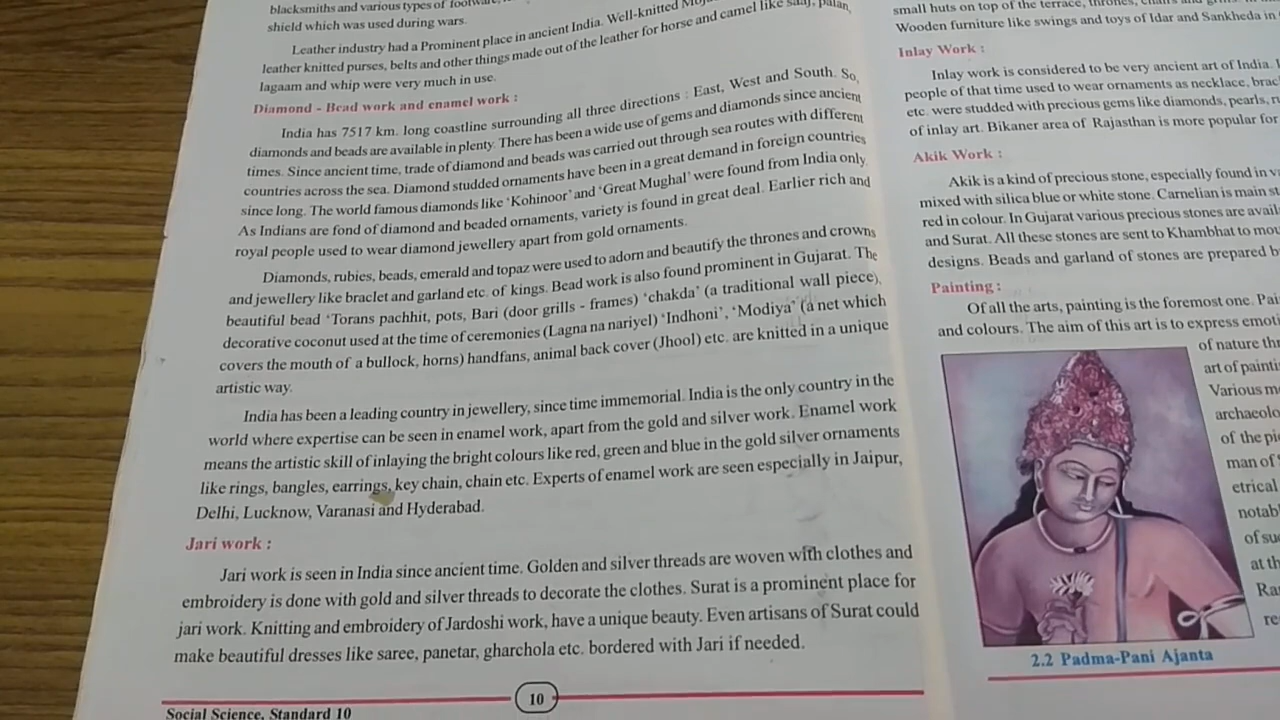 blacksmiths and various types of footware,
shield which was used during wars.
Leather industry had a Prominent place in ancient India. Well-knitted
leather knitted purses, belts and other things made out of the leather for horse and camel like saaj, palan,
lagaam and whip were very much in use.
Diamond - Bead work and enamel work :
India has 7517 km. long coastline surrounding all three directions : East, West and South. So,
diamonds and beads are available in plenty. There has been a wide use of gems and diamonds since ancient
times. Since ancient time, trade of diamond and beads was carried out through sea routes with different
countries across the sea. Diamond studded ornaments have been in a great demand in foreign countries
since long. The world famous diamonds like 'Kohinoor' and 'Great Mughal' were found from India only.
As Indians are fond of diamond and beaded ornaments, variety is found in great deal. Earlier rich and
royal people used to wear diamond jewellery apart from gold ornaments.
Diamonds, rubies, beads, emerald and topaz were used to adorn and beautify the thrones and crowns
and jewellery like braclet and garland etc. of kings. Bead work is also found prominent in Gujarat. The
beautiful bead 'Torans pachhit, pots, Bari (door grills - frames) 'chakda' (a traditional wall piece),
decorative coconut used at the time of ceremonies (Lagna na nariyel) 'Indhoni', 'Modiya' (a net which
covers the mouth of a bullock, horns) handfans, animal back cover (Jhool) etc. are knitted in a unique
artistic way.
India has been a leading country in jewellery, since time immemorial. India is the only country in the
world where expertise can be seen in enamel work, apart from the gold and silver work. Enamel work
means the artistic skill of inlaying the bright colours like red, green and blue in the gold silver ornaments
like rings, bangles, earrings, key chain, chain etc. Experts of enamel work are seen especially in Jaipur,
Delhi, Lucknow, Varanasi and Hyderabad.
Jari work :
Jari work is seen in India since ancient time. Golden and silver threads are woven with clothes and
embroidery is done with gold and silver threads to decorate the clothes. Surat is a prominent place for
jari work. Knitting and embroidery of Jardoshi work, have a unique beauty. Even artisans of Surat could
make beautiful dresses like saree, panetar, gharchola etc. bordered with Jari if needed.
10
Social Science, Standard 10
small huts on top of the terrace, thrones,
Wooden furniture like swings and toys of Idar and Sankheda in
Inlay Work :
Inlay work is considered to be very ancient art of India.
people of that time used to wear ornaments as necklace,
etc. were studded with precious gems like diamonds, pearls,
of inlay art. Bikaner area of Rajasthan is more popular for
Akik Work :
Akik is a kind of precious stone, especially found in
mixed with silica blue or white stone. Carnelian is main
red in colour. In Gujarat various precious stones are
and Surat. All these stones are sent to Khambhat to
designs. Beads and garland of stones are prepared
Painting :
Of all the arts, painting is the foremost one.
and colours. The aim of this art is to express
of nature
art of
Various
of the
man of
of
at
2.2 Padma-Pani Ajanta